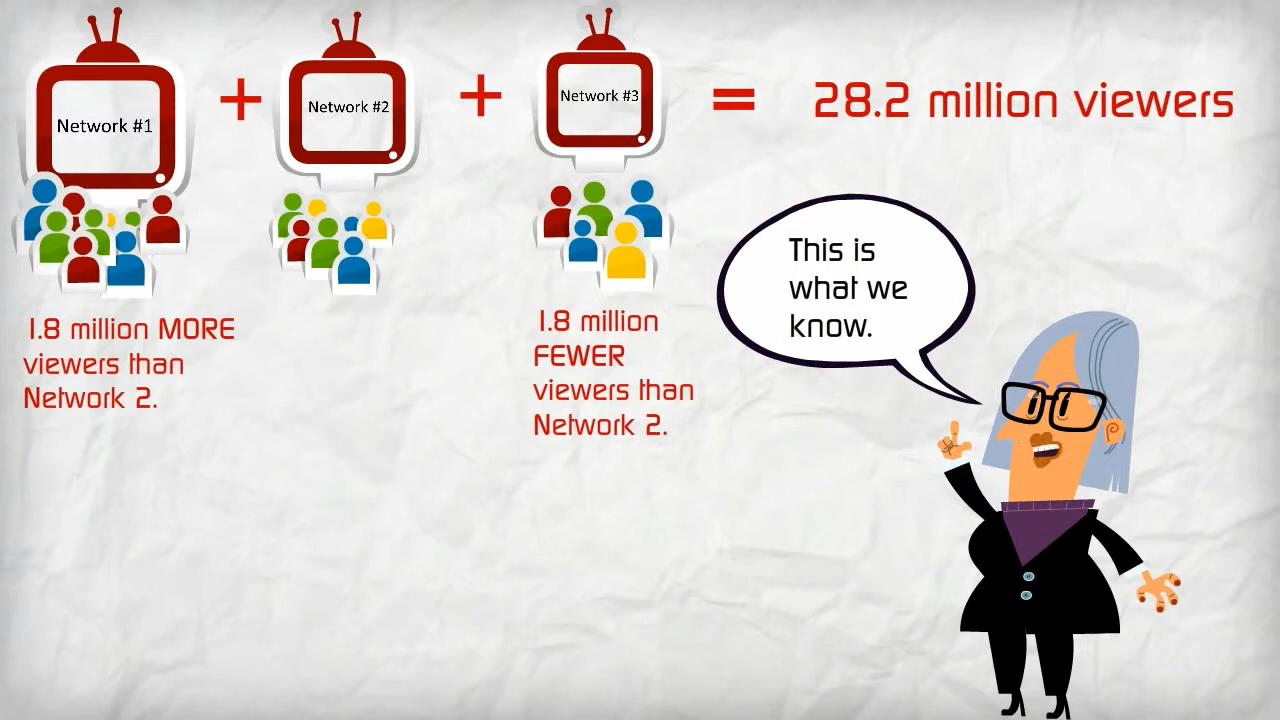 Network #1
+
Network #2
+
Network #3
= 28.2 million viewers
1.8 million MORE
viewers than
Network 2.
1.8 million
FEWER
viewers than
Network 2.
This is
what we
know.